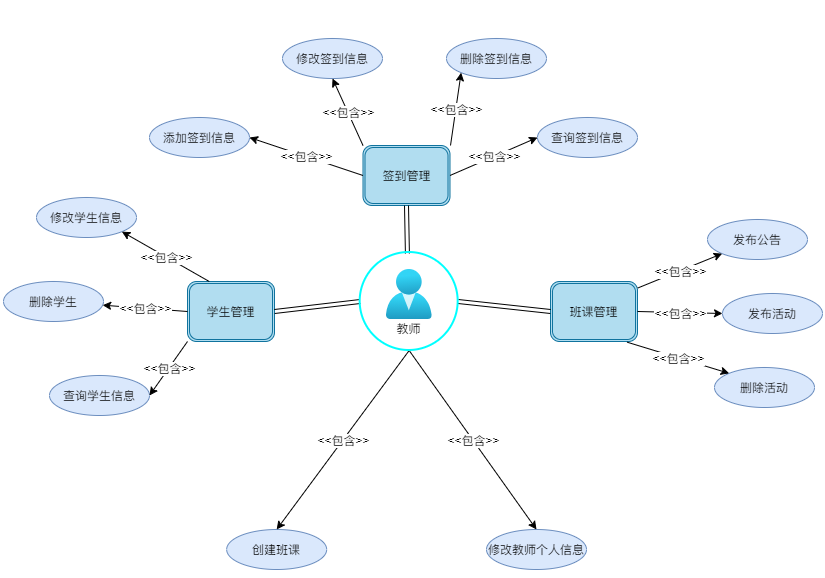 修改签到信息
删除签到信息
<<包含>>
<<包含>>
添加签到信息
查询签到信息
<<包含>>
<<包含>>
签到管理
修改学生信息
发布公告
<<包含>>
<<包含>>
删除学生
<<包含>>
学生管理
教师
班课管理
<<包含>>
发布活动
<<包含>>
<<包含>>
查询学生信息
删除活动
<<包含>>
<<包含>>
创建班课
修改教师个人信息